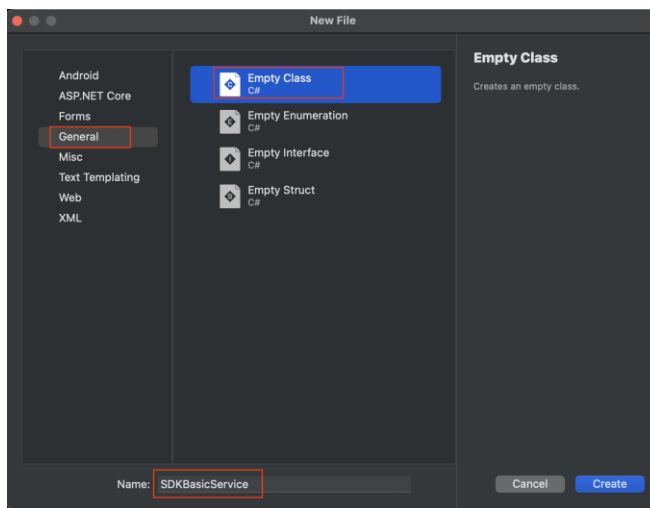 New File
Android
ASP.NET Core
Forms
General
Misc
Text Templating
Web
XML
Empty Class
C#
Empty Enumeration
C#
Empty Interface
C#
Empty Struct
C#
Empty Class
Creates an empty class.
Name: SDKBasicService
Cancel Create